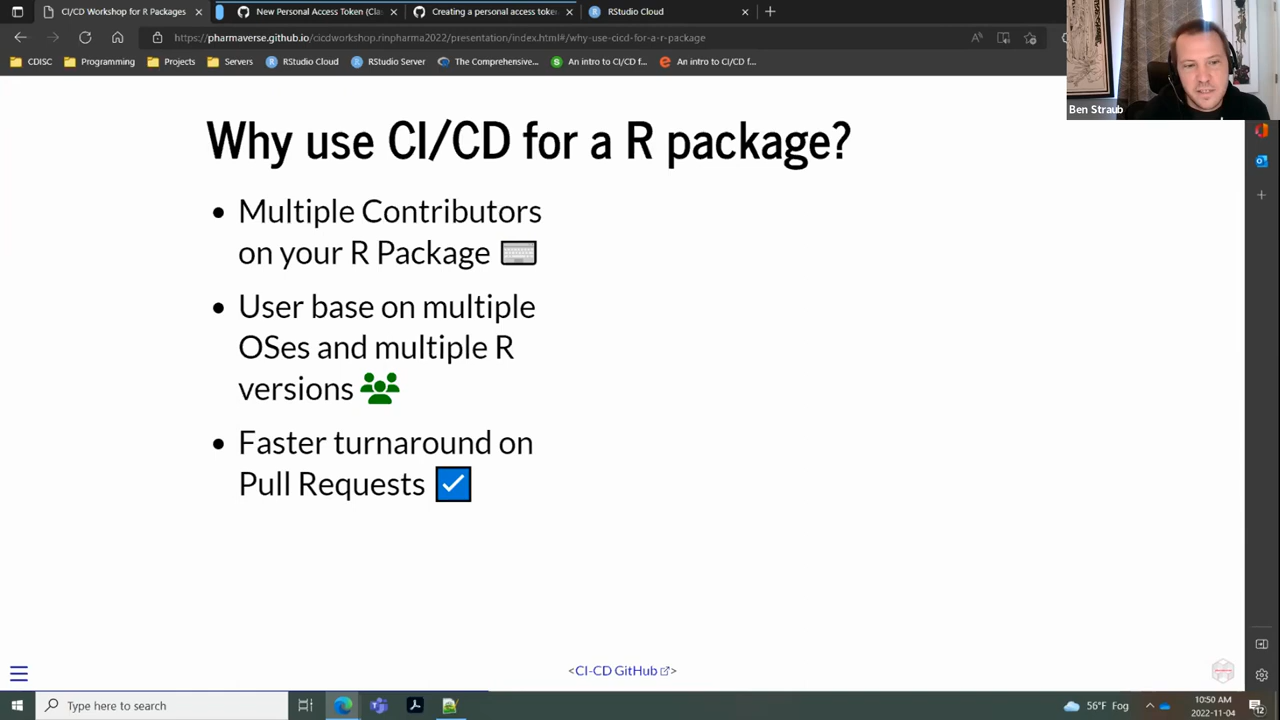 CI/CD Workshop for R Packages
New Personal Access Token (Cla
Creating a personal access toke
RStudio Cloud
https://pharmaverse.github.io/cicdworkshop.rinpharma2022/presentation/index.html#/why-use-cicd-for-a-r-package
CDISC
Programming
Projects
Servers
RStudio Cloud
RStudio Server
The Comprehensive...
An intro to CI/CD f...
An intro to CI/CD f...
Ben Straub
Why use CI/CD for a R package?
• Multiple Contributors
on your R Package
• User base on multiple
OSes and multiple R
versions
• Faster turnaround on
Pull Requests
<CI-CD GitHub>
Type here to search
56°F Fog
10:50 AM
2022-11-04
12